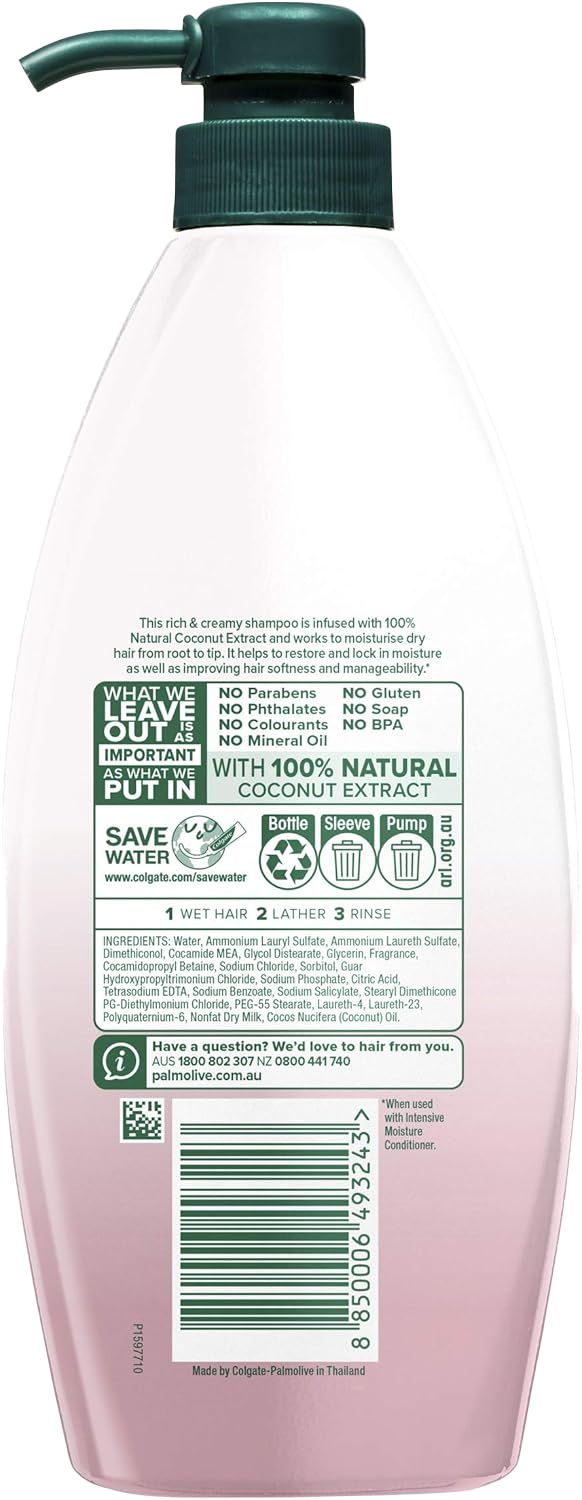 This rich & creamy shampoo is infused with 100%
Natural Coconut Extract and works to moisturise dry
hair from root to tip. It helps to restore and lock in moisture
as well as improving hair softness and manageability.*
WHAT WE
LEAVE
OUT IS AS
IMPORTANT
AS WHAT WE
PUT IN
NO Parabens NO Gluten
NO Phthalates NO Soap
NO Colourants NO BPA
NO Mineral Oil
WITH 100% NATURAL
COCONUT EXTRACT
SAVE
WATER
Colgate
www.colgate.com/savewater
Bottle Sleeve Pump
arl.org.au
1 WET HAIR 2 LATHER 3 RINSE
INGREDIENTS: Water, Ammonium Lauryl Sulfate, Ammonium Laureth Sulfate,
Dimethiconol, Cocamide MEA, Glycol Distearate, Glycerin, Fragrance,
Cocamidopropyl Betaine, Sodium Chloride, Sorbitol, Guar
Hydroxypropyltrimonium Chloride, Sodium Phosphate, Citric Acid,
Tetrasodium EDTA, Sodium Benzoate, Sodium Salicylate, Stearyl Dimethicone
PG-Diethylmonium Chloride, PEG-55 Stearate, Laureth-4, Laureth-23,
Polyquaternium-6, Nonfat Dry Milk, Cocos Nucifera (Coconut) Oil.
i
Have a question? We'd love to hair from you.
AUS 1800 802 307 NZ 0800 441 740
palmolive.com.au
*When used
with Intensive
Moisture
Conditioner.
8 850006 493243 >
P1597710
Made by Colgate-Palmolive in Thailand